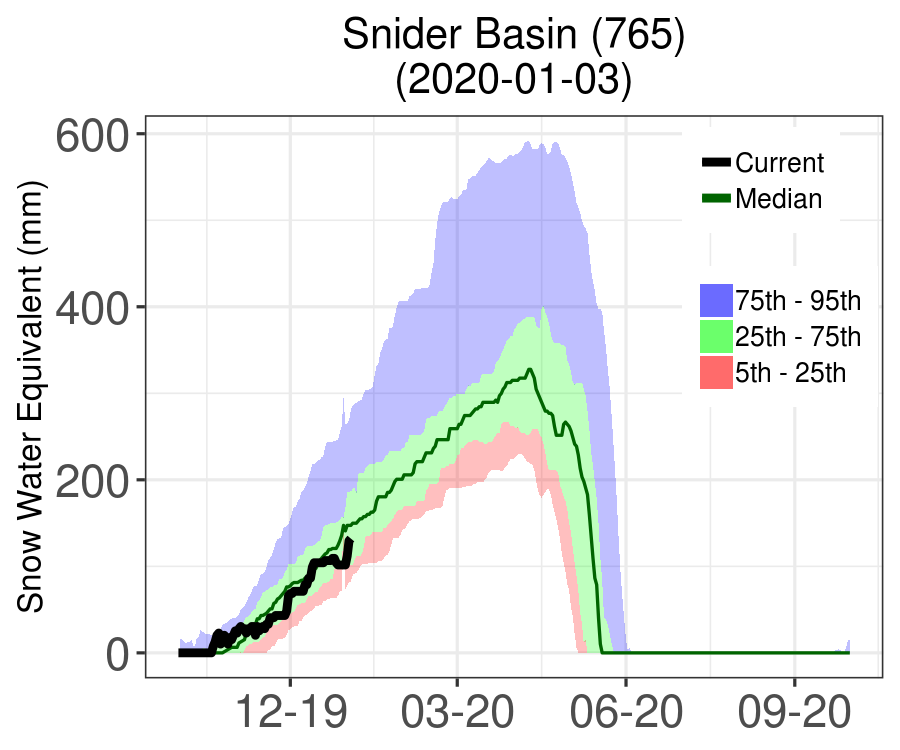 Snider Basin (765)
(2020-01-03)
Snow Water Equivalent (mm)
600
400
200
0
Current
Median
75th - 95th
25th - 75th
5th - 25th
12-19
03-20
06-20
09-20